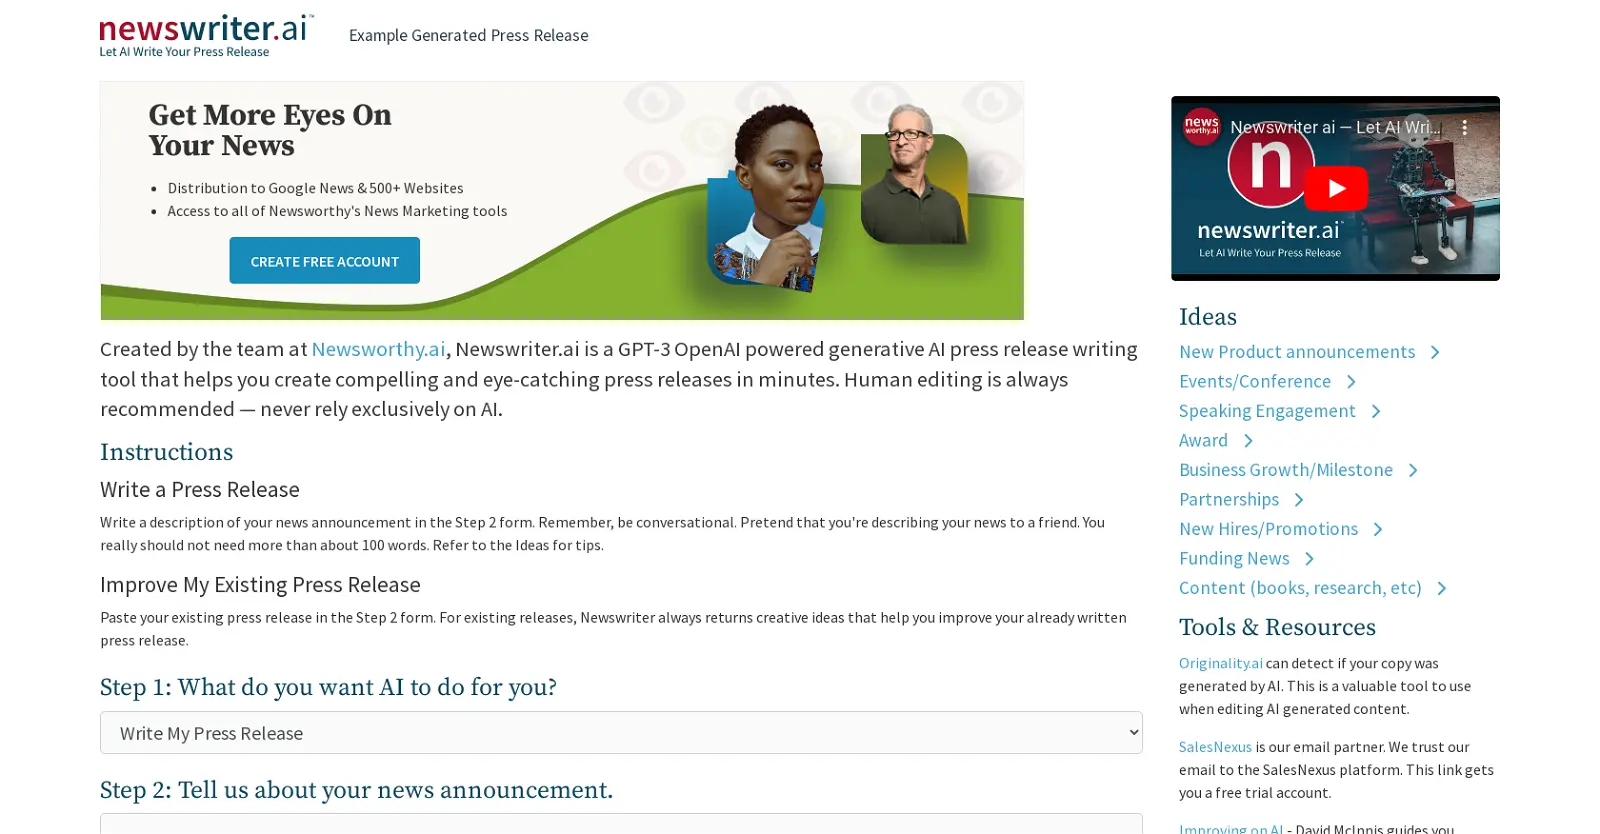 newswriter.ai™
Let AI Write Your Press Release
Example Generated Press Release
Get More Eyes On
Your News
• Distribution to Google News & 500+ Websites
• Access to all of Newsworthy's News Marketing tools
CREATE FREE ACCOUNT
Created by the team at Newsworthy.ai, Newswriter.ai is a GPT-3 OpenAI powered generative AI press release writing
tool that helps you create compelling and eye-catching press releases in minutes. Human editing is always
recommended — never rely exclusively on AI.
Instructions
Write a Press Release
Write a description of your news announcement in the Step 2 form. Remember, be conversational. Pretend that you're describing your news to a friend. You
really should not need more than about 100 words. Refer to the Ideas for tips.
Improve My Existing Press Release
Paste your existing press release in the Step 2 form. For existing releases, Newswriter always returns creative ideas that help you improve your already written
press release.
Step 1: What do you want AI to do for you?
Write My Press Release
Step 2: Tell us about your news announcement.
news
worthy.ai
Newswriter ai — Let AI Wri...
n
newswriter.ai
Let AI Write Your Press Release
Ideas
New Product announcements
Events/Conference
Speaking Engagement
Award
Business Growth/Milestone
Partnerships
New Hires/Promotions
Funding News
Content (books, research, etc)
Tools & Resources
Originality.ai can detect if your copy was
generated by AI. This is a valuable tool to use
when editing AI generated content.
SalesNexus is our email partner. We trust our
email to the SalesNexus platform. This link gets
you a free trial account.
Improving on AI - David McInnis guides you